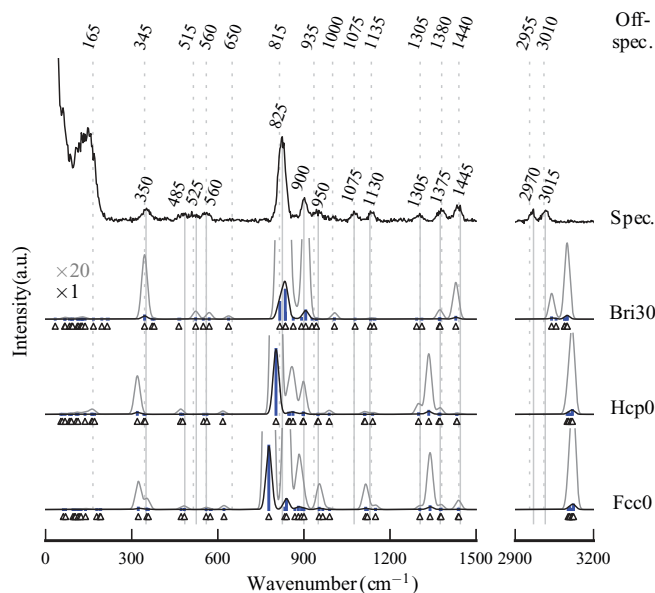 Off-
spec.
165 345 515 560 650 815 935 1000 1075 1135 1305 1380 1440 2955 3010
825
350 485 525 560 900 950 1075 1130 1305 1375 1445 2970 3015
Spec.
×20
×1
Bri30
Hcp0
Fcc0
Intensity (a.u.)
0 300 600 900 1200 1500 2900 3200
Wavenumber (cm⁻¹)